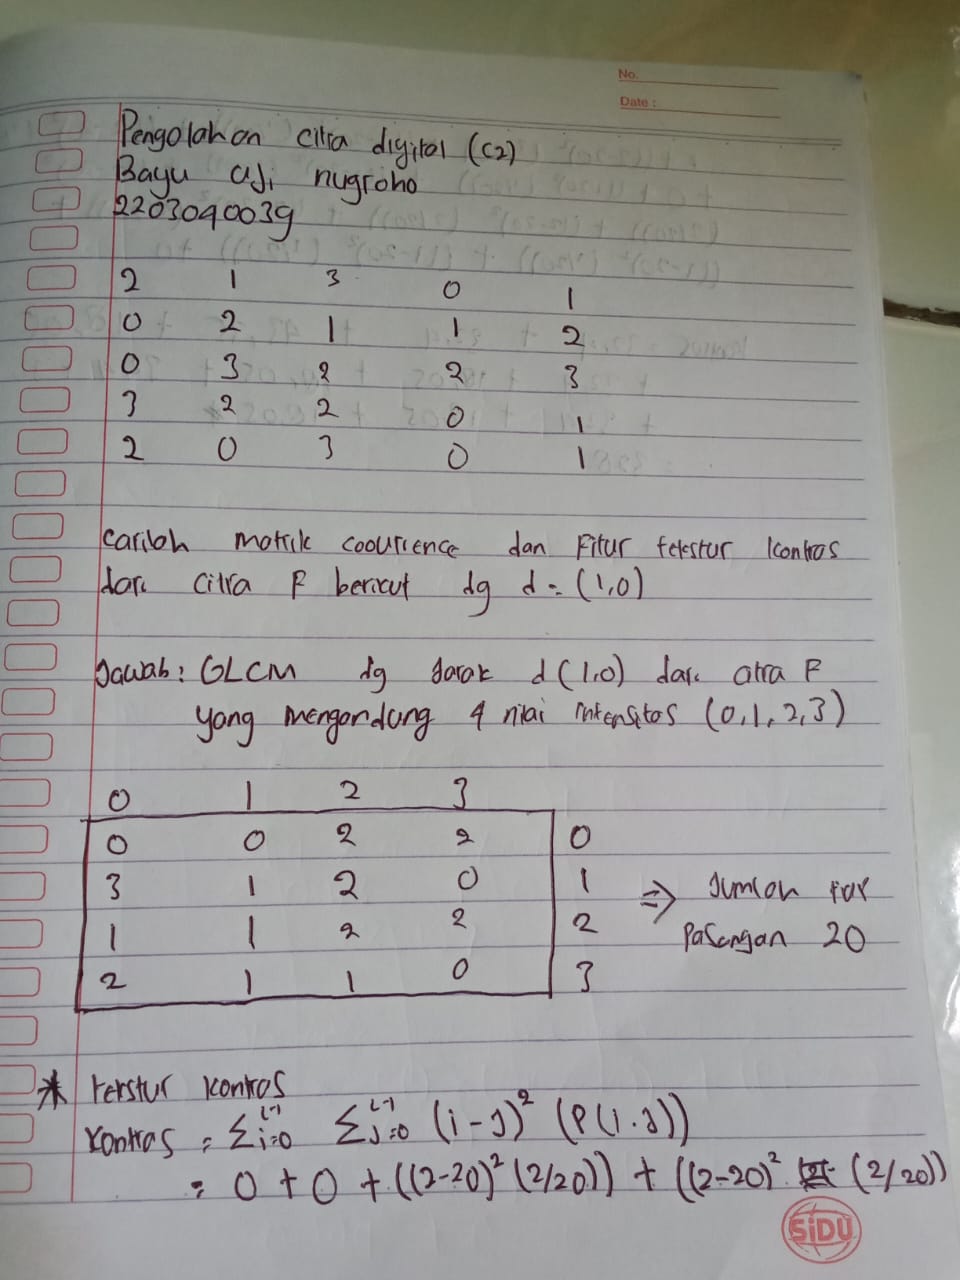 No.
Date :
Pengolahan citra digital (C2)
Bayu aji nugroho
2203040039
2 1 3 0 1
0 2 1 1 2
0 3 2 2 3
3 2 2 0 1
2 0 3 0 1
Carilah matrik coourience dan Fitur tekstur kontras
dari citra F berikut dg d = (1,0)
Jawab : GLCM dg jarak d (1,0) dari citra F
yang mengandung 4 nilai intensitas (0,1,2,3)
0 1 2 3
0 0 2 2 0
3 1 2 0 1 ⇒ Jumlah
1 1 2 2 2 Pasangan 20
2 1 1 0 3
* tekstur kontras
kontras = Σ i=0 L-1 Σ j=0 L-1 (i-j)² (P(i.j))
= 0 + 0 + ((2-20)² (2/20)) + ((2-20)² (2/20))
SiDU